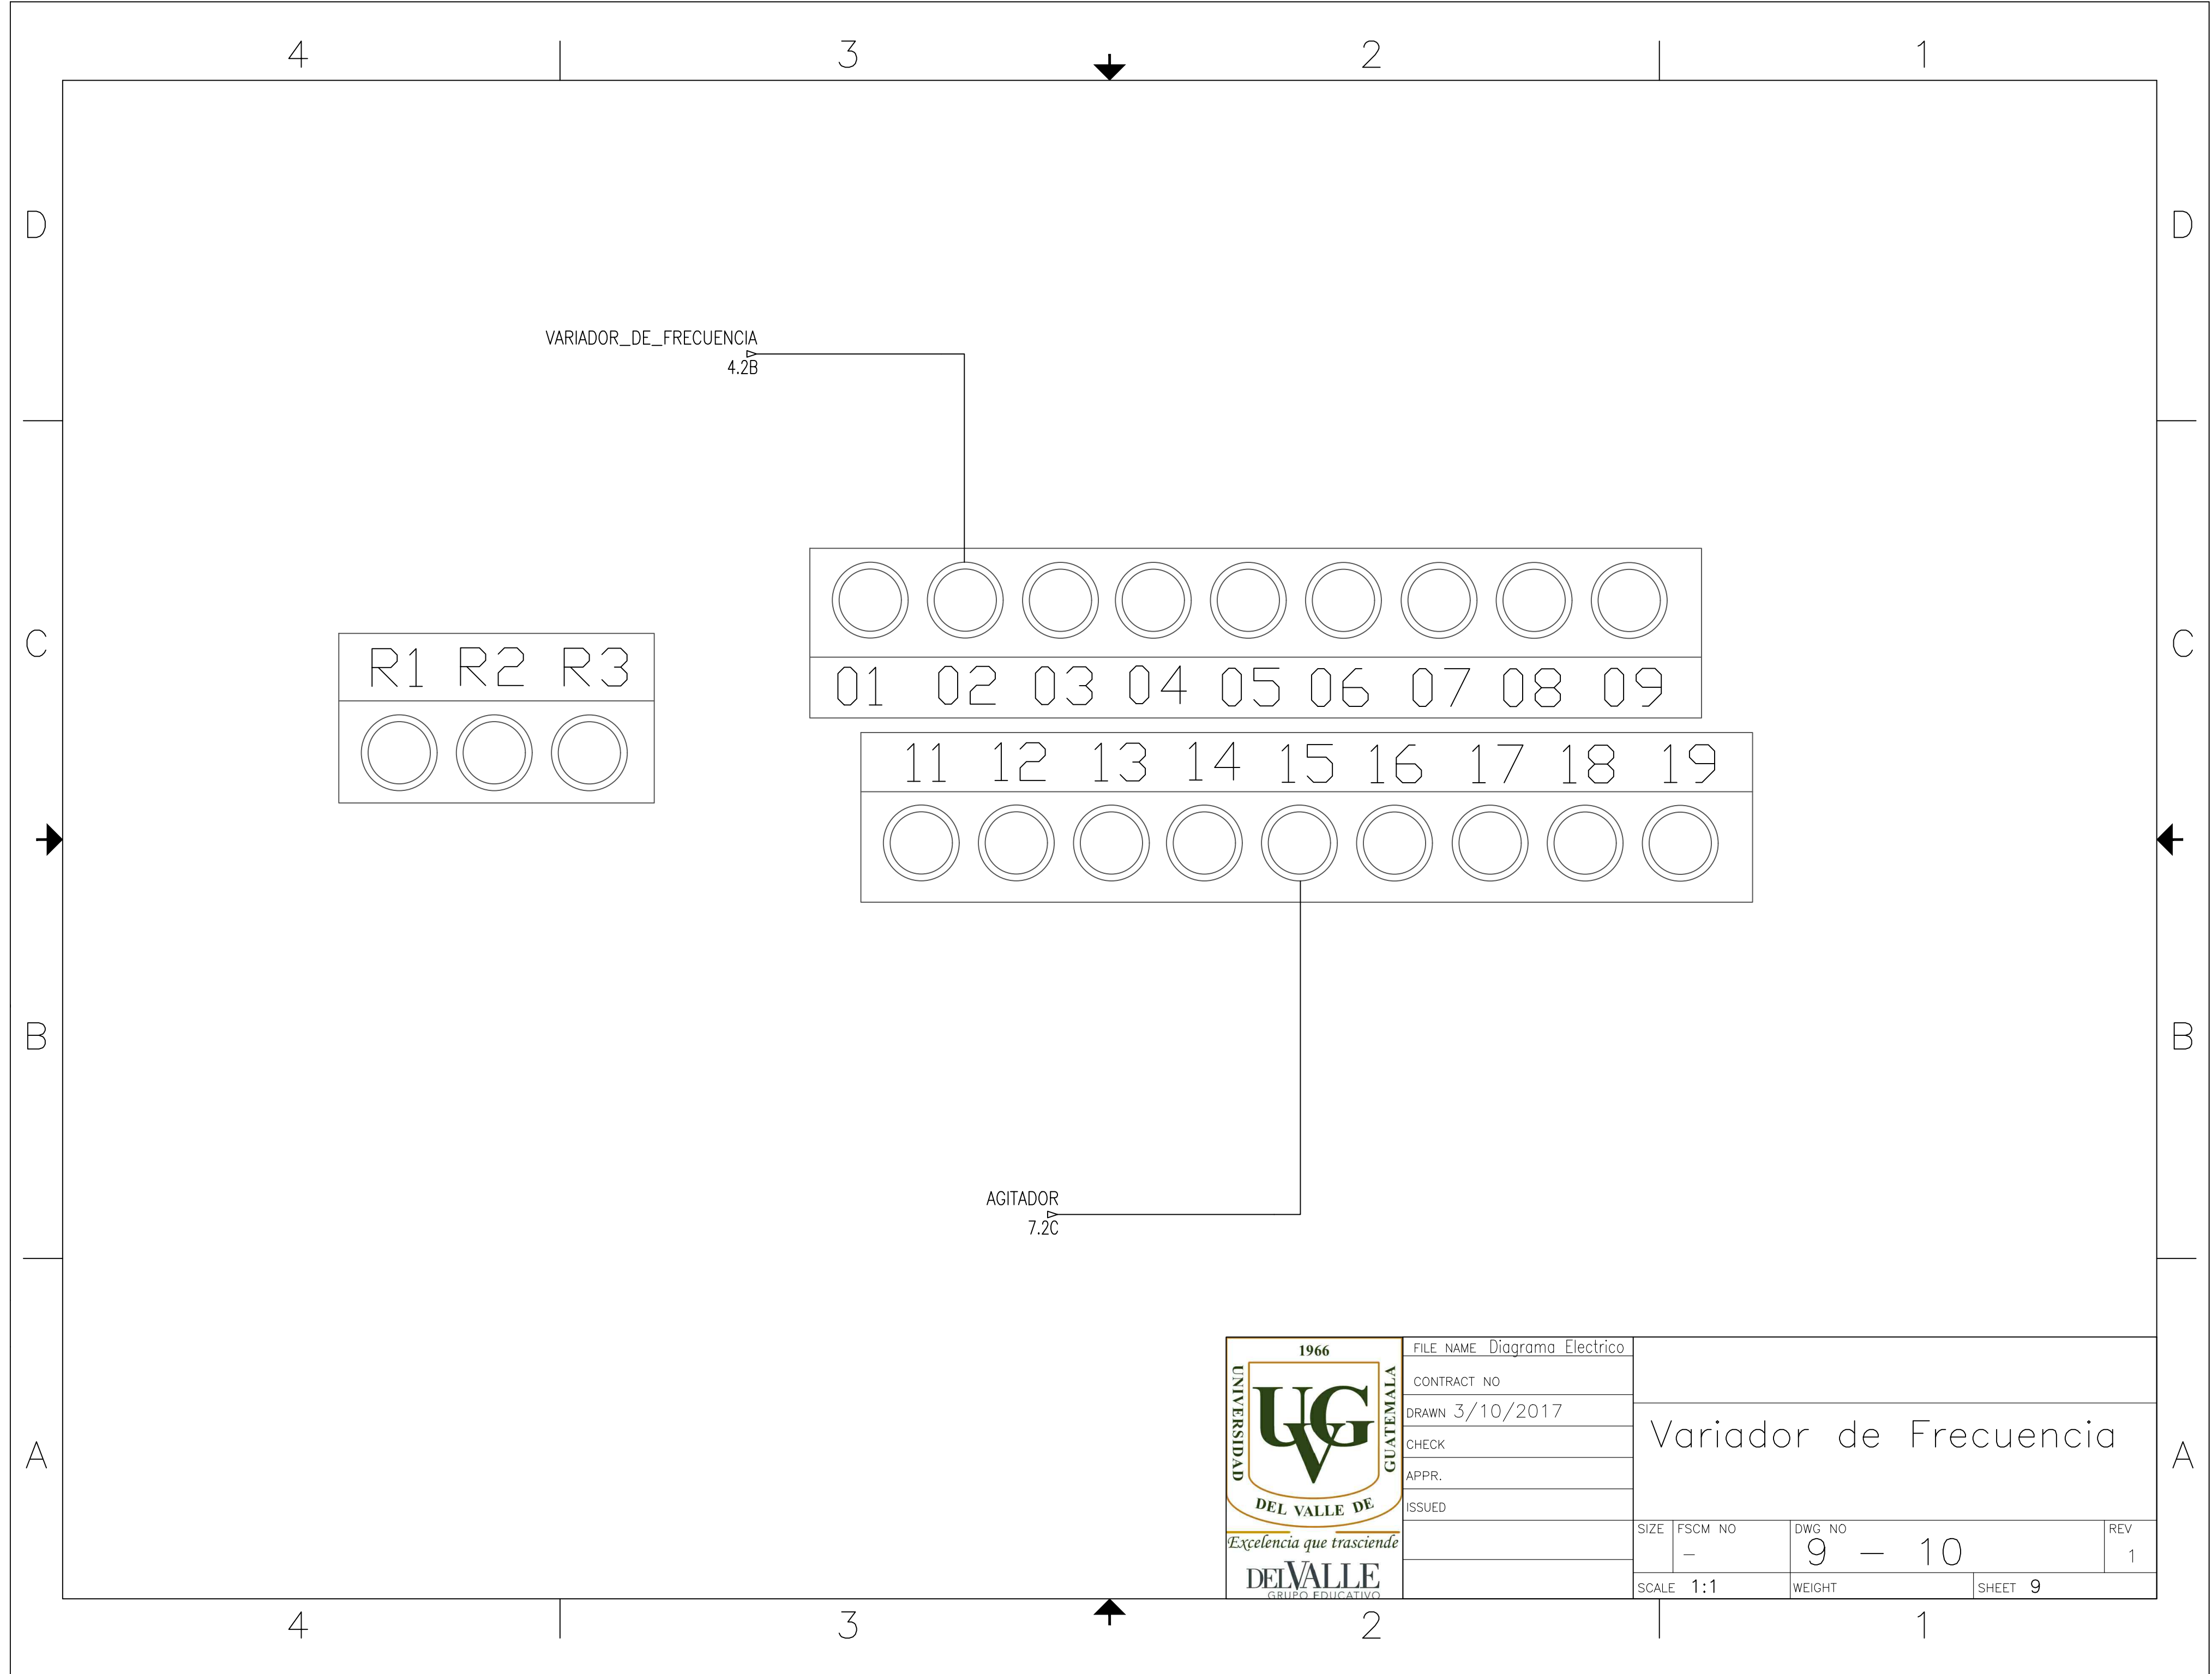 4 3 2 1
D D
VARIADOR_DE_FRECUENCIA
4.2B
C C
R1 R2 R3
01 02 03 04 05 06 07 08 09
11 12 13 14 15 16 17 18 19
B B
AGITADOR
7.2C
A A
1966
UNIVERSIDAD
UVG
GUATEMALA
DEL VALLE DE
Excelencia que trasciende
DELVALLE
GRUPO EDUCATIVO
FILE NAME Diagrama Electrico
CONTRACT NO
DRAWN 3/10/2017
CHECK
APPR.
ISSUED
Variador de Frecuencia
SIZE FSCM NO DWG NO REV
– 9 – 10 1
SCALE 1:1 WEIGHT SHEET 9
4 3 2 1